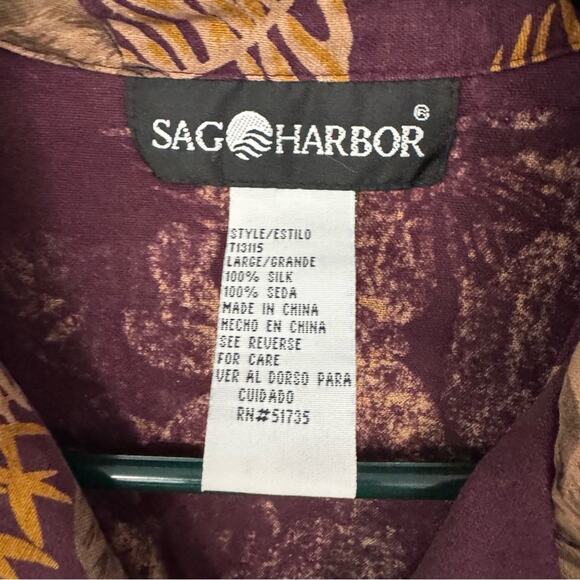 SAG HARBOR®
STYLE/ESTILO
T13115
LARGE/GRANDE
100% SILK
100% SEDA
MADE IN CHINA
HECHO EN CHINA
SEE REVERSE
FOR CARE
VER AL DORSO PARA
CUIDADO
RN#51735